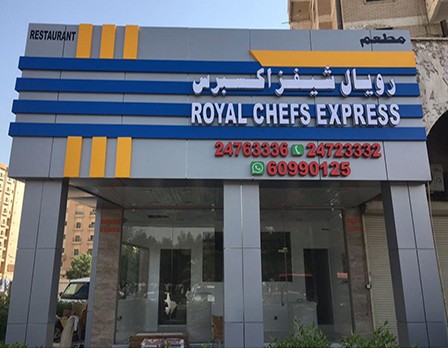 RESTAURANT مطعم
رويال شيفز اكسبرس
ROYAL CHEFS EXPRESS
24763336 24723332
60990125